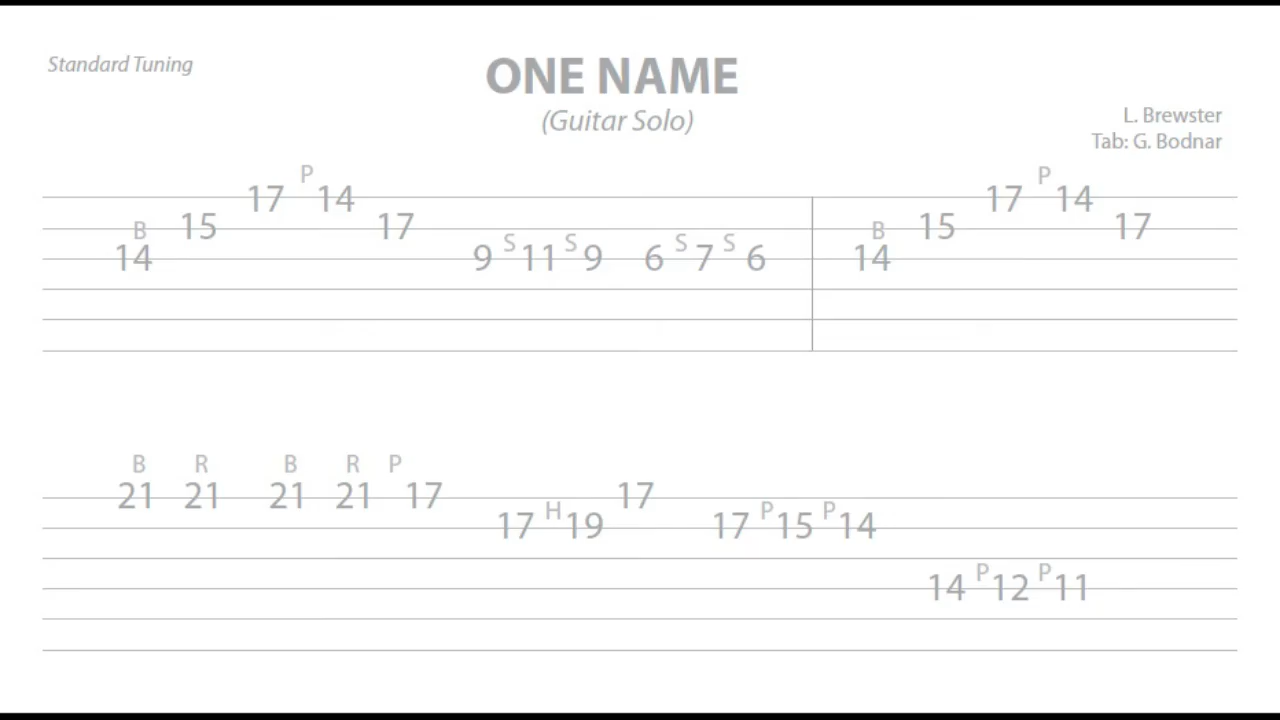 Standard Tuning
ONE NAME
(Guitar Solo)
L. Brewster
Tab: G. Bodnar
P P
17 14 17 14
B 15 17 B 15 17
14 9 S 11 S 9 6 S 7 S 6 14
B R B R P
21 21 21 21 17 17
17 H 19 17 P 15 P 14
14 P 12 P 11